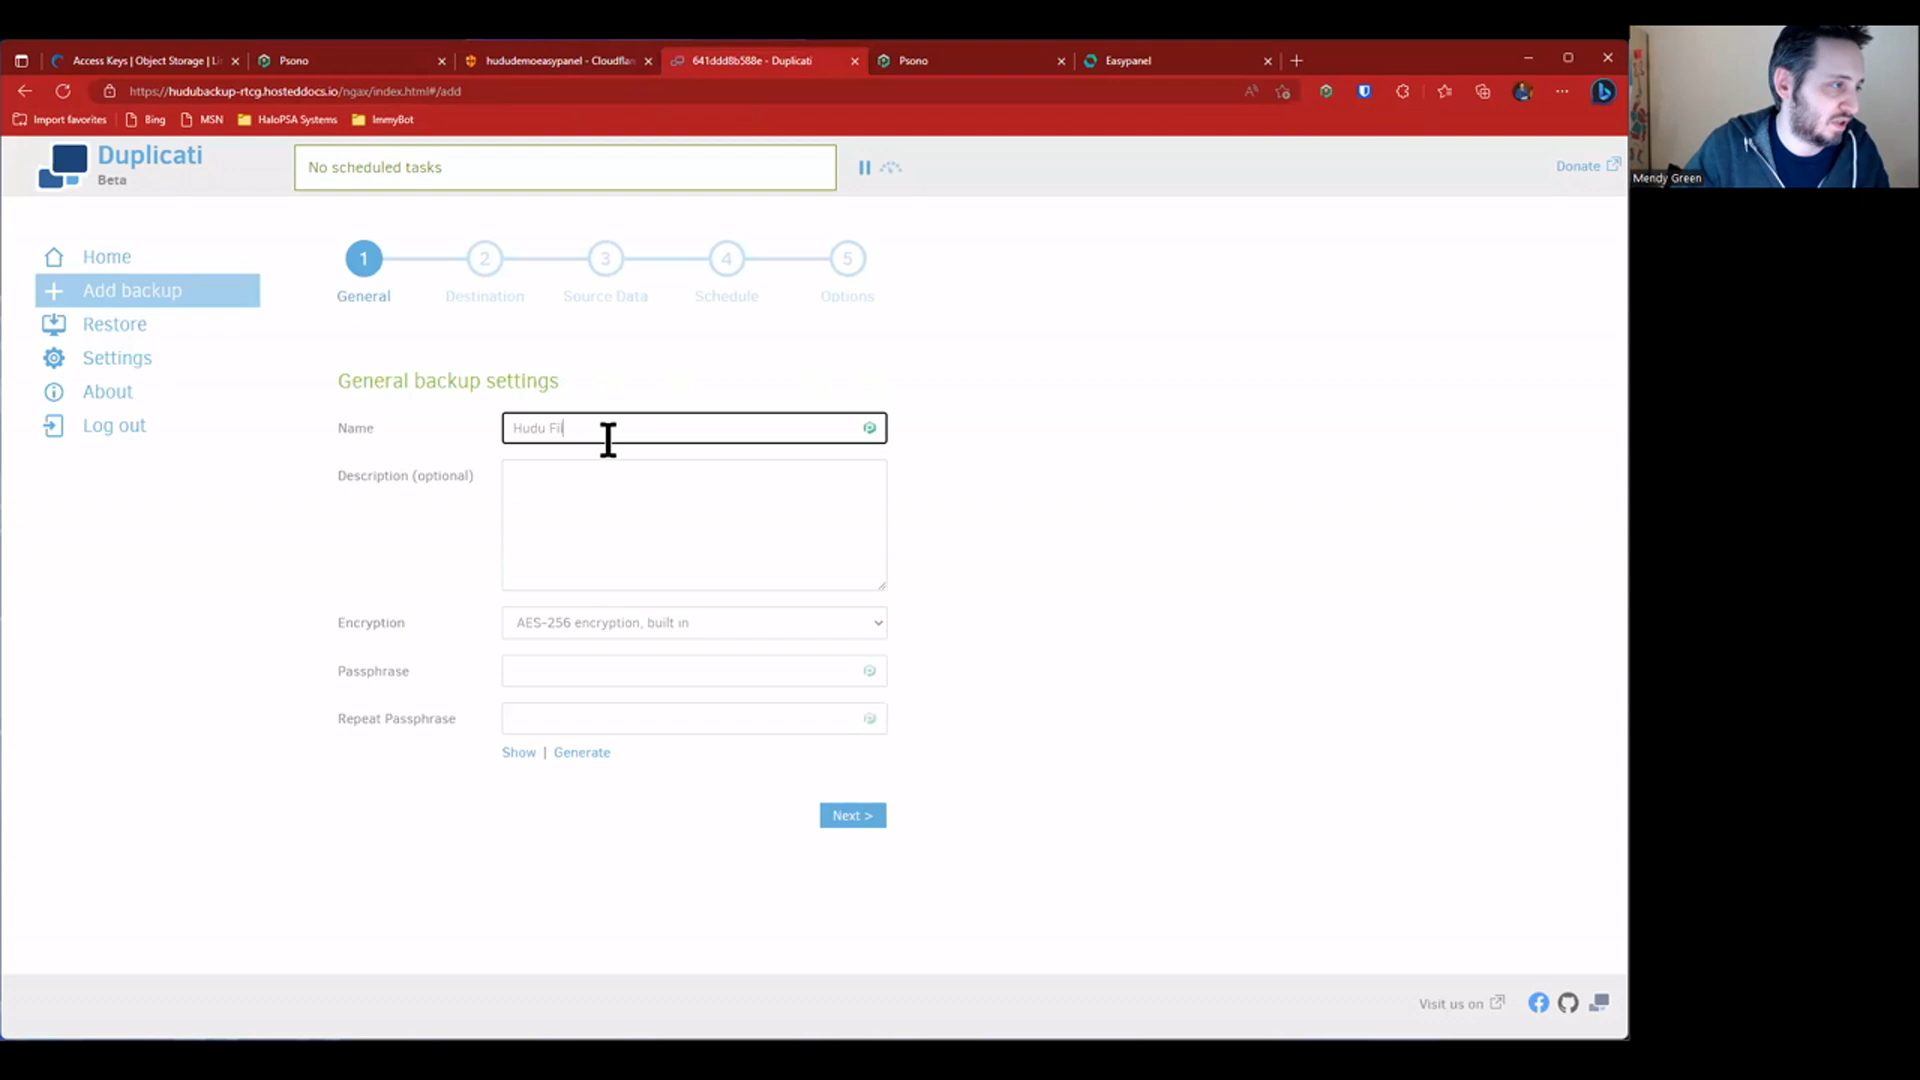 Access Keys | Object Storage | Li
Psono
hududemoeasypanel - Cloudflar
641ddd8b588e - Duplicati
Psono
Easypanel
https://hudubackup-rtcg.hosteddocs.io/ngax/index.html#/add
Import favorites
Bing
MSN
HaloPSA Systems
ImmyBot
Duplicati
Beta
No scheduled tasks
Donate
Mendy Green
Home
Add backup
Restore
Settings
About
Log out
1
2
3
4
5
General
Destination
Source Data
Schedule
Options
General backup settings
Name
Hudu Fil
Description (optional)
Encryption
AES-256 encryption, built in
Passphrase
Repeat Passphrase
Show | Generate
Next >
Visit us on